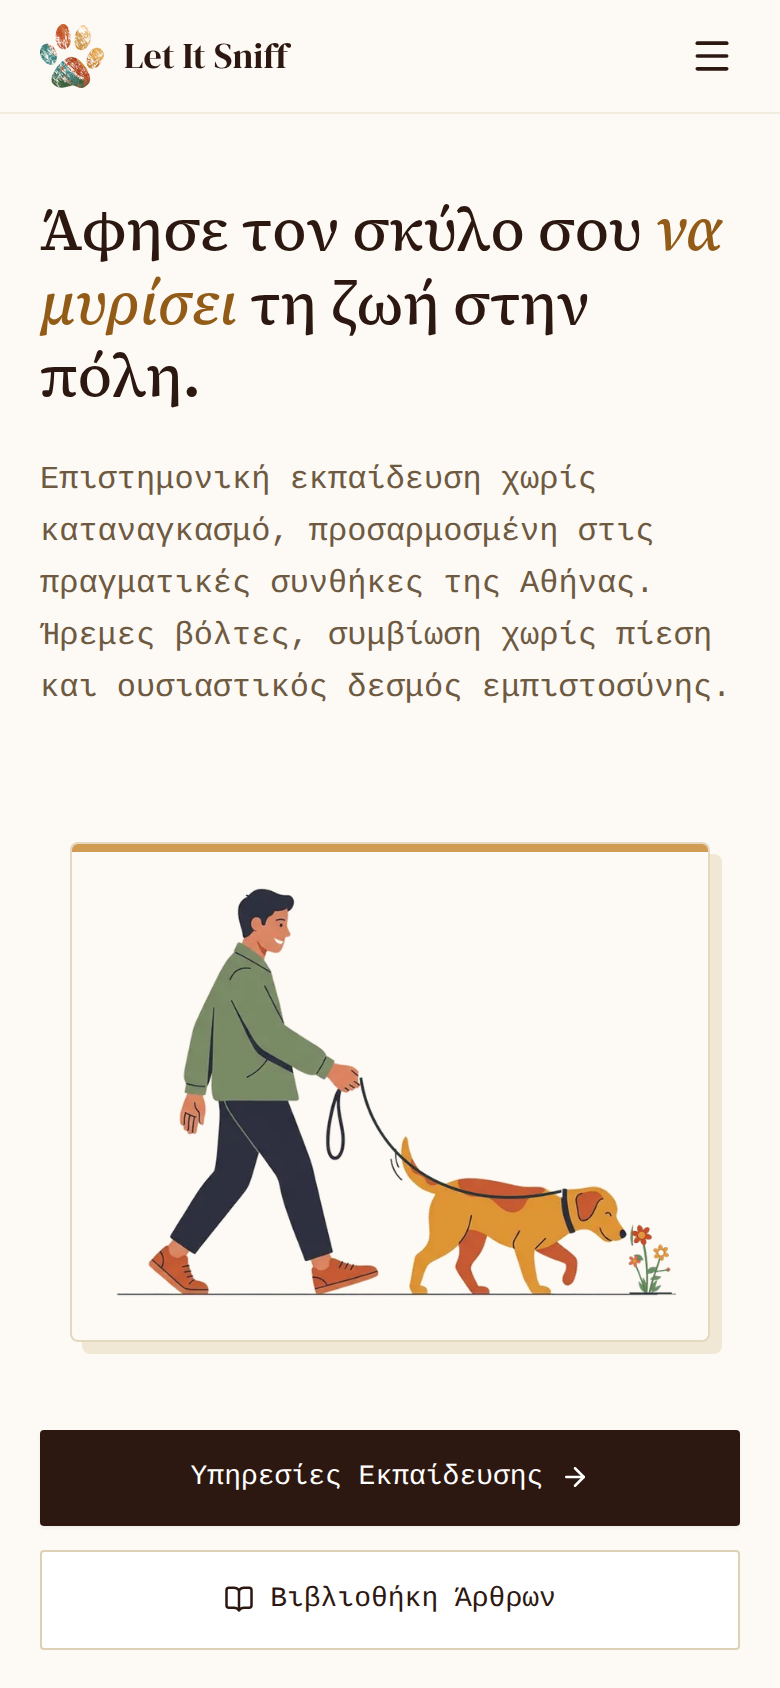 Let It Sniff
Άφησε τον σκύλο σου να
μυρίσει τη ζωή στην
πόλη.
Επιστημονική εκπαίδευση χωρίς
καταναγκασμό, προσαρμοσμένη στις
πραγματικές συνθήκες της Αθήνας.
Ήρεμες βόλτες, συμβίωση χωρίς πίεση
και ουσιαστικός δεσμός εμπιστοσύνης.
Υπηρεσίες Εκπαίδευσης →
Βιβλιοθήκη Άρθρων